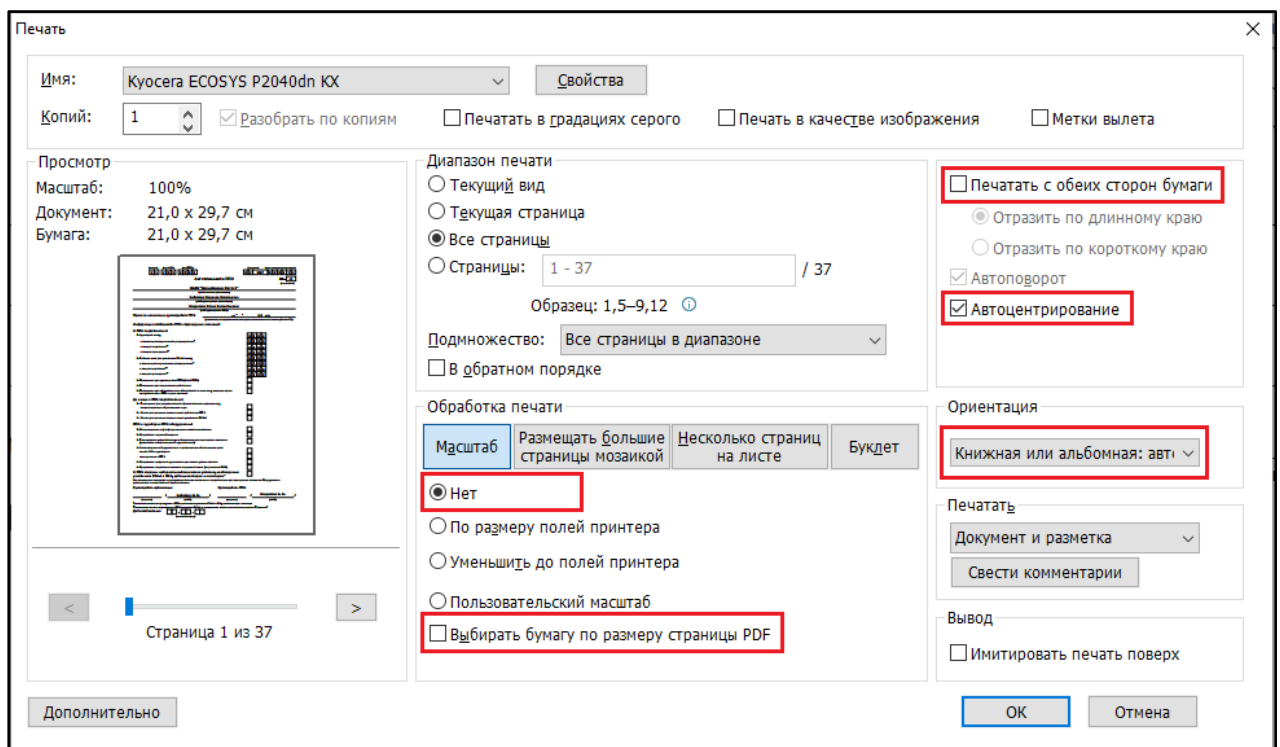 Печать
Имя: Kyocera ECOSYS P2040dn KX Свойства
Копий: 1 Разобрать по копиям Печатать в градациях серого Печать в качестве изображения Метки вылета
Просмотр
Масштаб: 100%
Документ: 21,0 x 29,7 см
Бумага: 21,0 x 29,7 см
< >
Страница 1 из 37
Диапазон печати
Текущий вид
Текущая страница
Все страницы
Страницы: 1 - 37 / 37
Образец: 1,5–9,12
Подмножество: Все страницы в диапазоне
В обратном порядке
Обработка печати
Масштаб
Размещать большие
страницы мозаикой
Несколько страниц
на листе
Буклет
Нет
По размеру полей принтера
Уменьшить до полей принтера
Пользовательский масштаб
Выбирать бумагу по размеру страницы PDF
Печатать с обеих сторон бумаги
Отразить по длинному краю
Отразить по короткому краю
Автоповорот
Автоцентрирование
Ориентация
Книжная или альбомная: авт
Печатать
Документ и разметка
Свести комментарии
Вывод
Имитировать печать поверх
Дополнительно OK Отмена